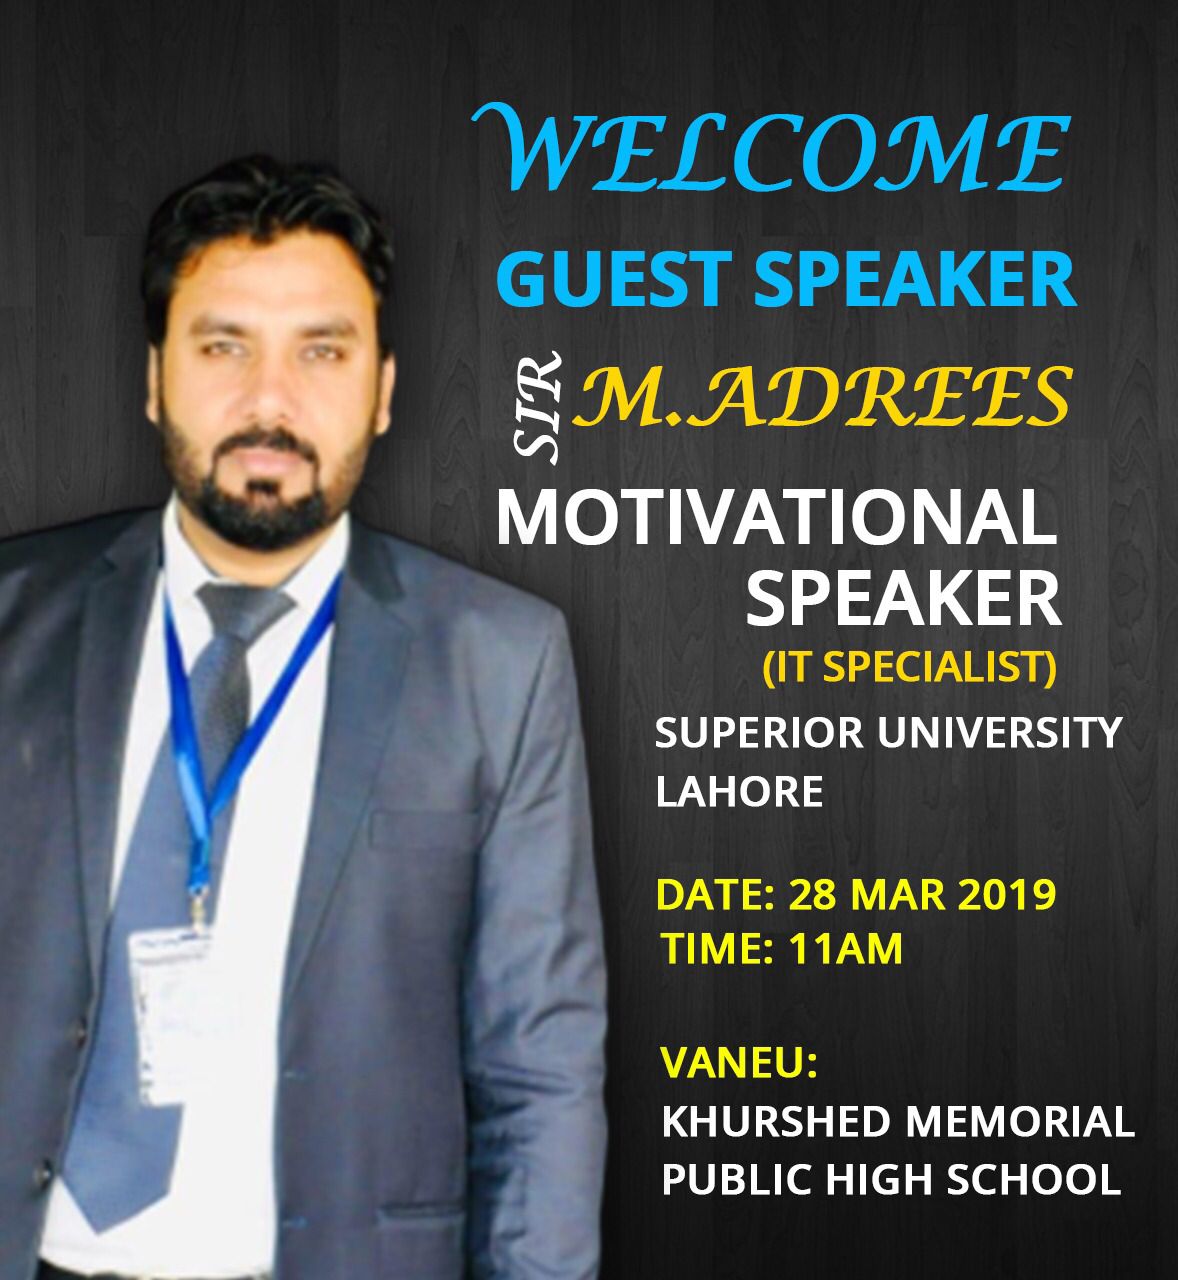 WELCOME
GUEST SPEAKER
SIR M.ADREES
MOTIVATIONAL
SPEAKER
(IT SPECIALIST)
SUPERIOR UNIVERSITY
LAHORE
DATE: 28 MAR 2019
TIME: 11AM
VANEU:
KHURSHED MEMORIAL
PUBLIC HIGH SCHOOL